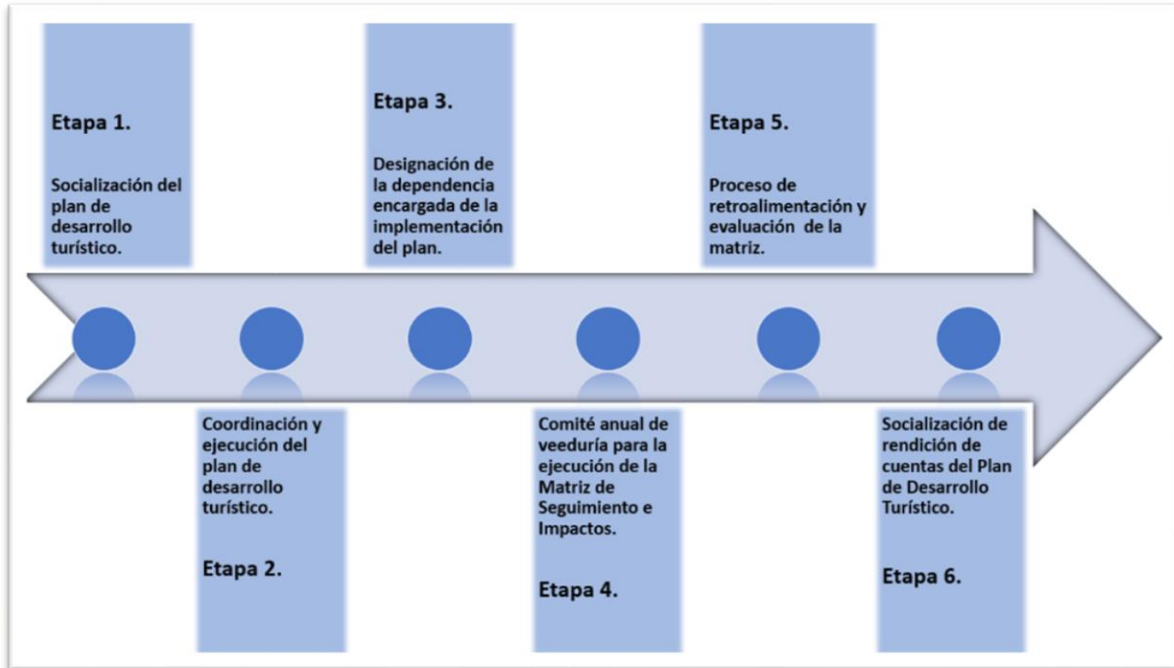 Etapa 1.
Socialización del
plan de
desarrollo
turístico.
Coordinación y
ejecución del
plan de
desarrollo
turístico.
Etapa 2.
Etapa 3.
Designación de
la dependencia
encargada de la
implementación
del plan.
Comité anual de
veeduría para la
ejecución de la
Matriz de
Seguimiento e
Impactos.
Etapa 4.
Etapa 5.
Proceso de
retroalimentación y
evaluación de la
matriz.
Socialización de
rendición de
cuentas del Plan
de Desarrollo
Turístico.
Etapa 6.